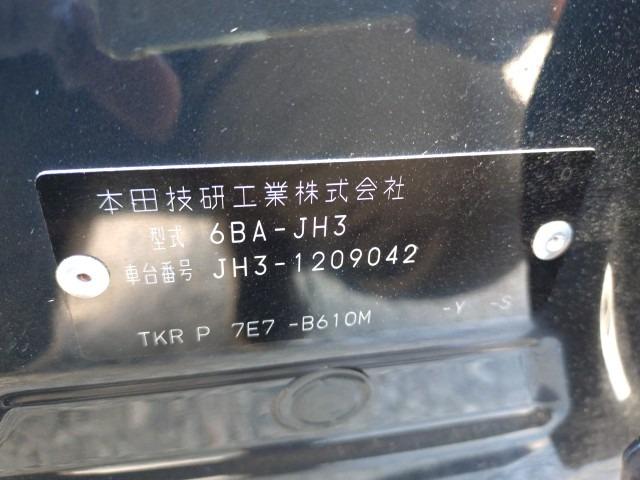 本田技研工業株式会社
型式 6BA-JH3
車台番号 JH3-1209042
TKR P 7E7 -B610M -Y -S